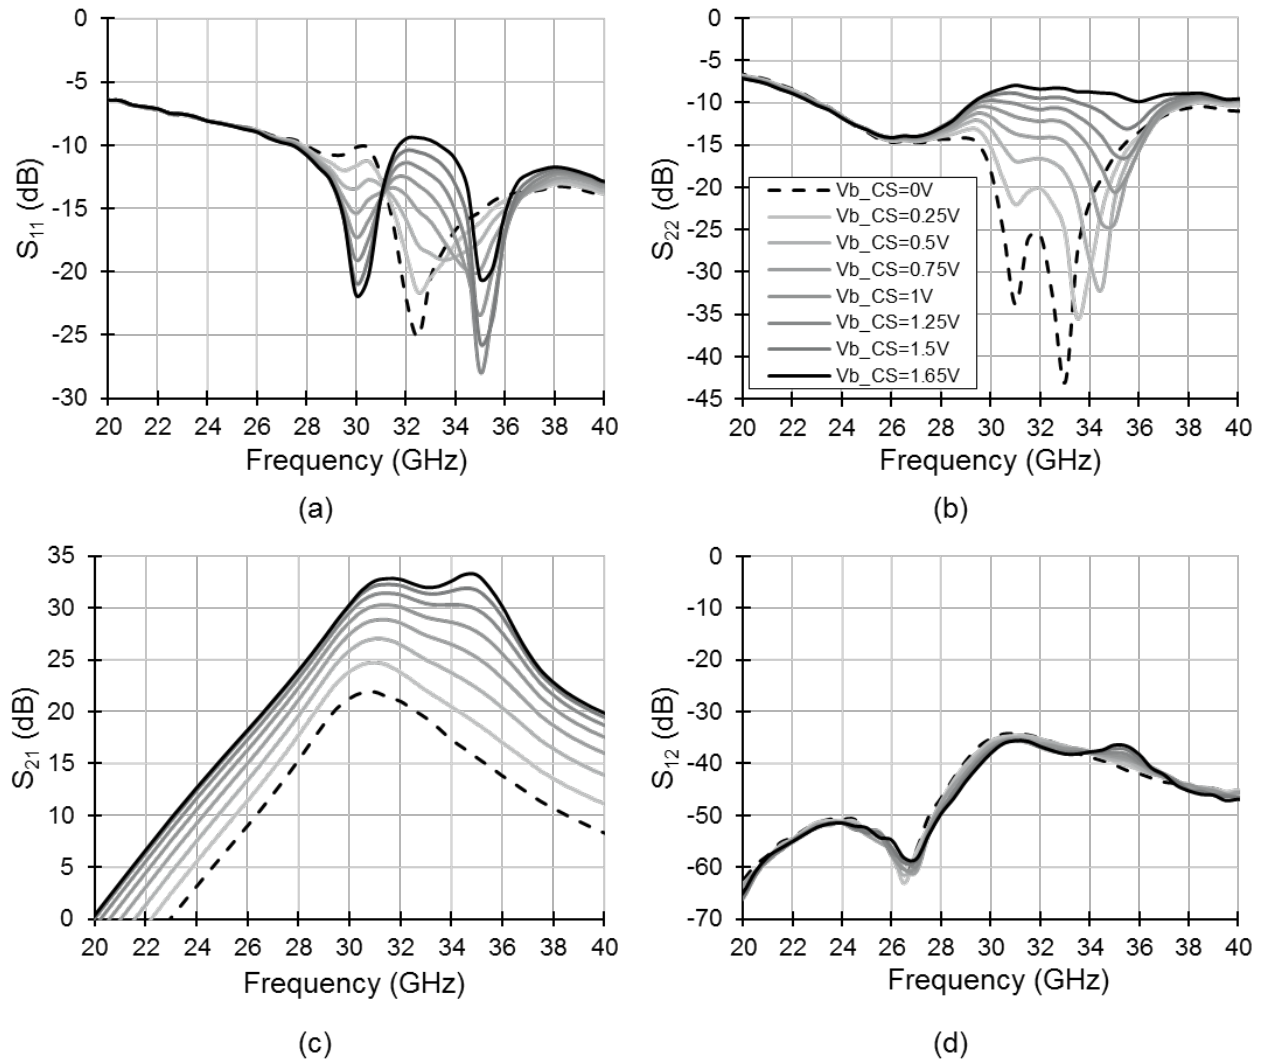 0
-5
-10
-15
-20
-25
-30
S11 (dB)
20 22 24 26 28 30 32 34 36 38 40
Frequency (GHz)
(a)
0
-5
-10
-15
-20
-25
-30
-35
-40
-45
S22 (dB)
Vb_CS=0V
Vb_CS=0.25V
Vb_CS=0.5V
Vb_CS=0.75V
Vb_CS=1V
Vb_CS=1.25V
Vb_CS=1.5V
Vb_CS=1.65V
20 22 24 26 28 30 32 34 36 38 40
Frequency (GHz)
(b)
35
30
25
20
15
10
5
0
S21 (dB)
20 22 24 26 28 30 32 34 36 38 40
Frequency (GHz)
(c)
0
-10
-20
-30
-40
-50
-60
-70
S12 (dB)
20 22 24 26 28 30 32 34 36 38 40
Frequency (GHz)
(d)